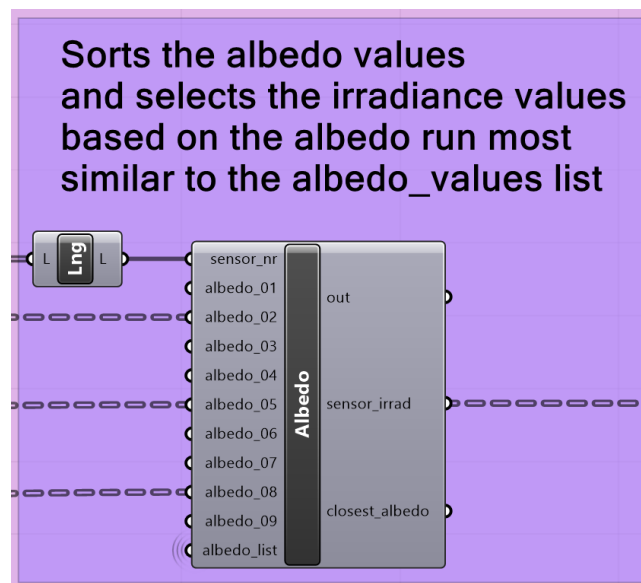 Sorts the albedo values
and selects the irradiance values
based on the albedo run most
similar to the albedo_values list
L Lng L
sensor_nr
albedo_01
albedo_02
albedo_03
albedo_04
albedo_05
albedo_06
albedo_07
albedo_08
albedo_09
albedo_list
Albedo
out
sensor_irrad
closest_albedo